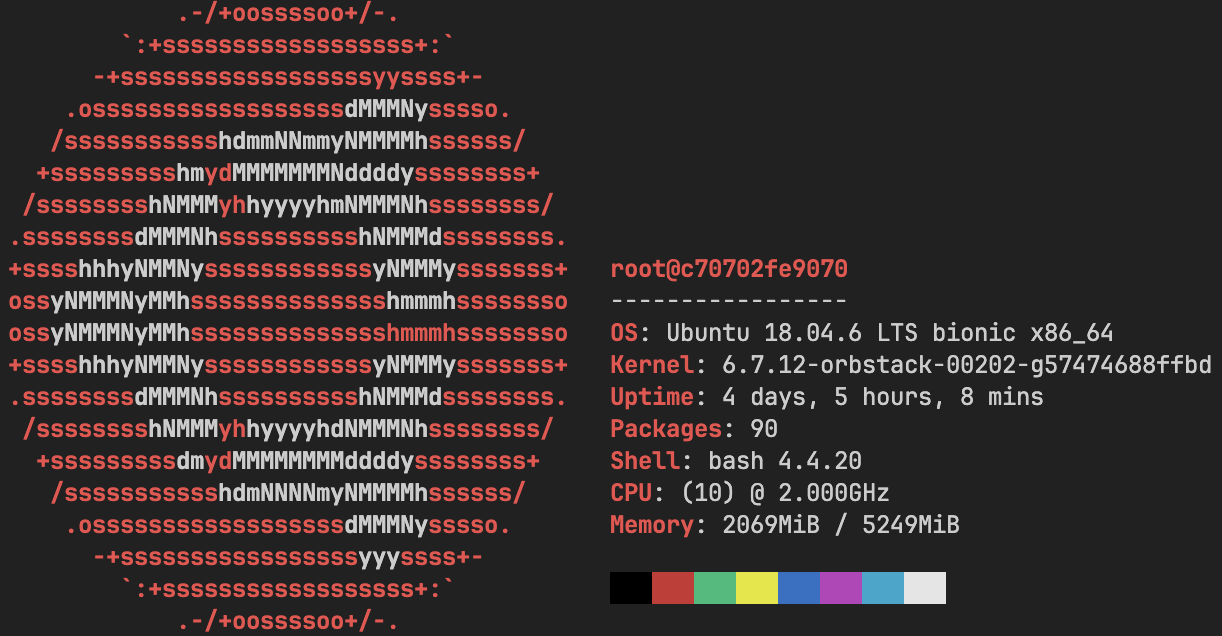 .-/+oossssoo+/-.
        `:+ssssssssssssssssss+:`
      -+ssssssssssssssssssyyssss+-
    .ossssssssssssssssssdMMMNysssso.
   /ssssssssssshdmmNNmmyNMMMMhssssss/
  +ssssssssshmydMMMMMMMNddddyssssssss+
 /sssssssshNMMMyhhyyyyhmNMMMNhssssssss/
.ssssssssdMMMNhsssssssssshNMMMdssssssss.
+sssshhhyNMMNyssssssssssssyNMMMysssssss+
ossyNMMMNyMMhsssssssssssssshmmmhssssssso
ossyNMMMNyMMhsssssssssssssshmmmhssssssso
+sssshhhyNMMNyssssssssssssyNMMMysssssss+
.ssssssssdMMMNhsssssssssshNMMMdssssssss.
 /sssssssshNMMMyhhyyyyhdNMMMNhssssssss/
  +sssssssssdmydMMMMMMMMddddyssssssss+
   /ssssssssssshdmNNNNmyNMMMMhssssss/
    .ossssssssssssssssssdMMMNysssso.
      -+sssssssssssssssssyyyssss+-
        `:+ssssssssssssssssss+:`
            .-/+oossssoo+/-.
root@c70702fe9070
-----------------
OS: Ubuntu 18.04.6 LTS bionic x86_64
Kernel: 6.7.12-orbstack-00202-g57474688ffbd
Uptime: 4 days, 5 hours, 8 mins
Packages: 90
Shell: bash 4.4.20
CPU: (10) @ 2.000GHz
Memory: 2069MiB / 5249MiB